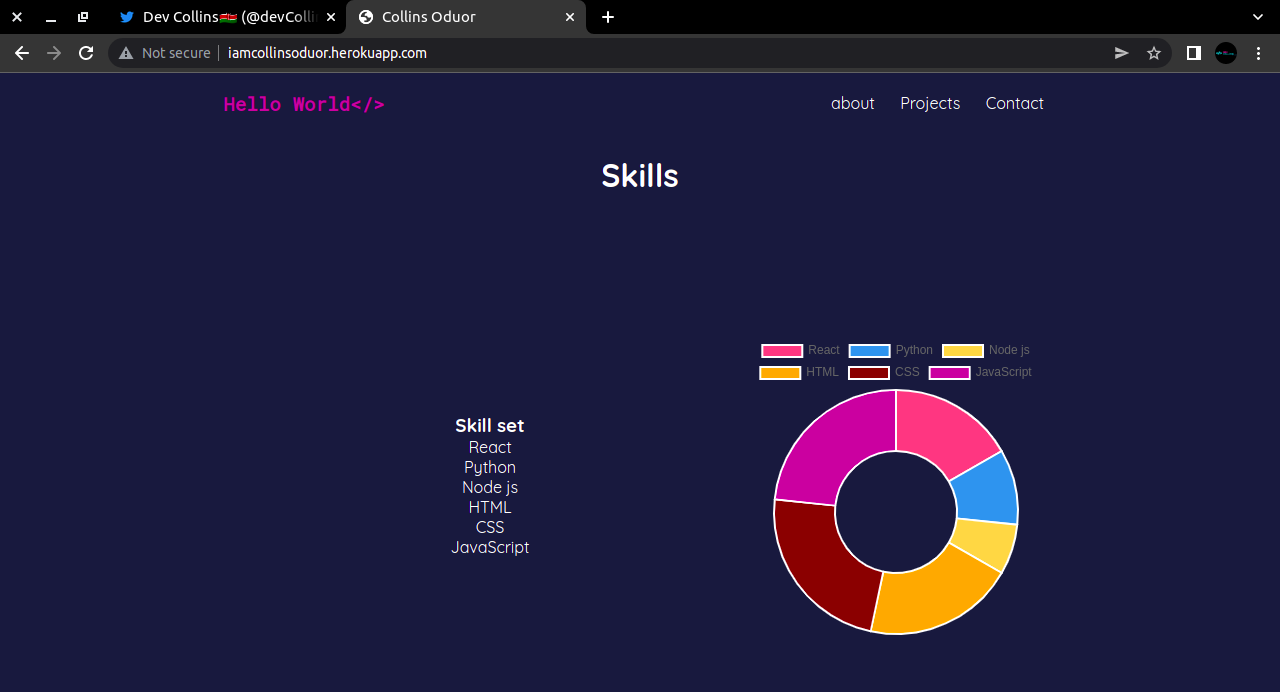 Dev Collins🇰🇪 (@devCollin
Collins Oduor
Not secure iamcollinsoduor.herokuapp.com
Hello World</> about Projects Contact
Skills
React Python Node js
HTML CSS JavaScript
Skill set
React
Python
Node js
HTML
CSS
JavaScript